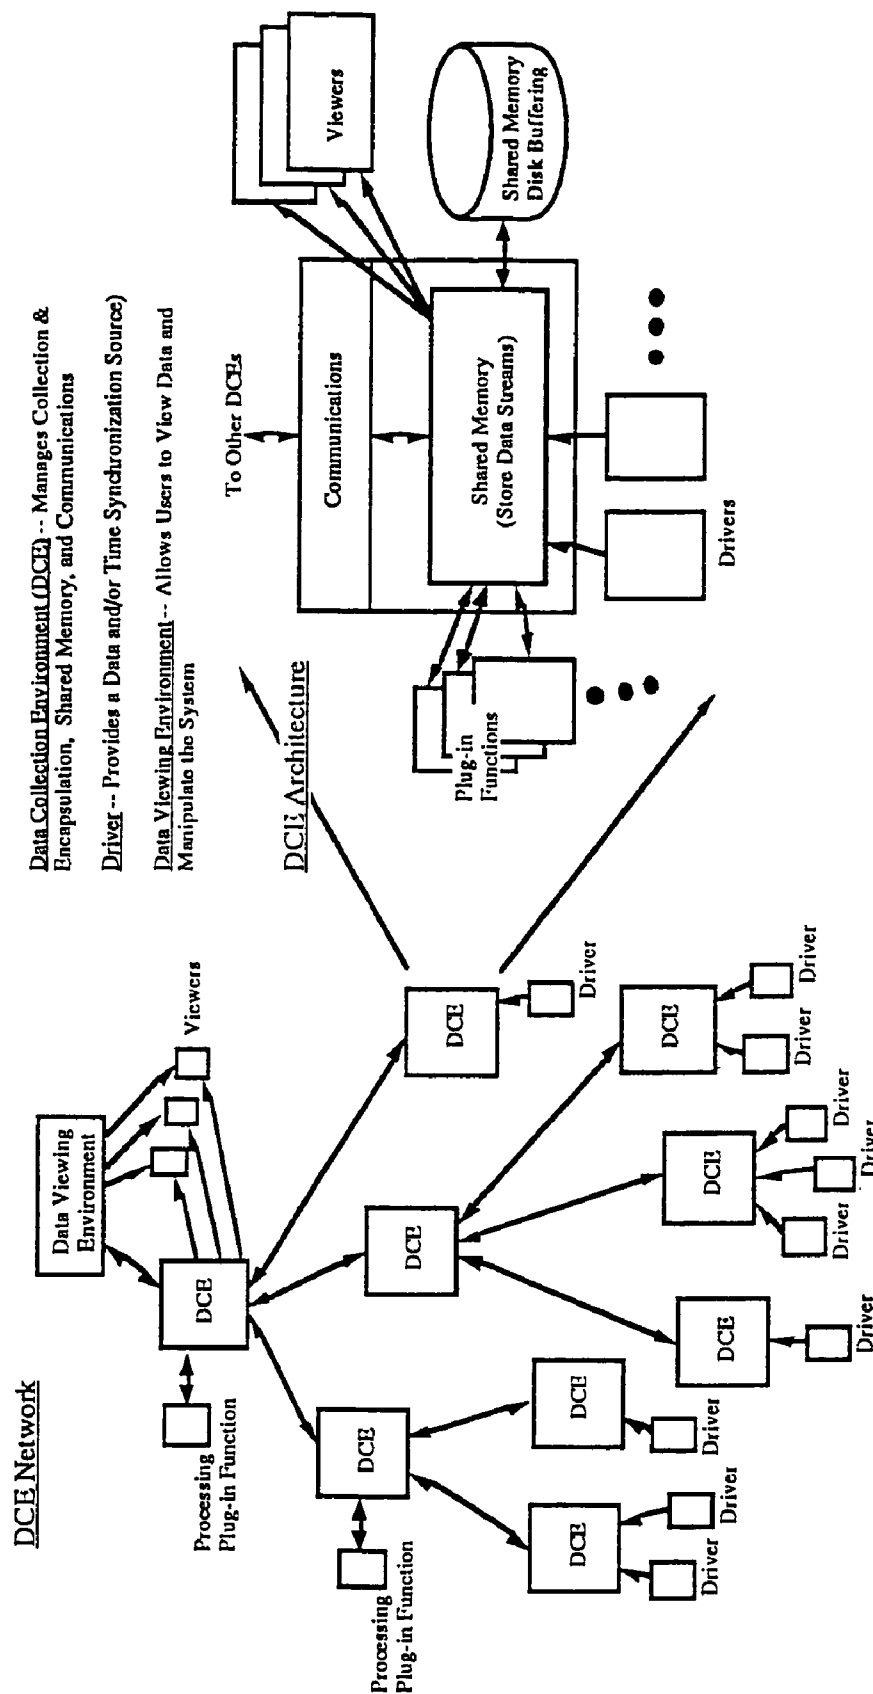 DCE Network
Data Viewing
Environment
Viewers
DCE
Processing
Plug-in Function
DCE
Processing
Plug-in Function
DCE
DCE
Driver
DCE
Driver
Driver
DCE
Driver
DCE
Driver
DCE
Driver
Driver
Driver
DCE
Driver
Driver
Data Collection Environment (DCE) -- Manages Collection &
Encapsulation, Shared Memory, and Communications
Driver -- Provides a Data and/or Time Synchronization Source)
Data Viewing Environment -- Allows Users to View Data and
Manipulate the System
DCE Architecture
To Other DCEs
Viewers
Communications
Shared Memory
(Store Data Streams)
Shared Memory
Disk Buffering
Plug-in
Functions
Drivers